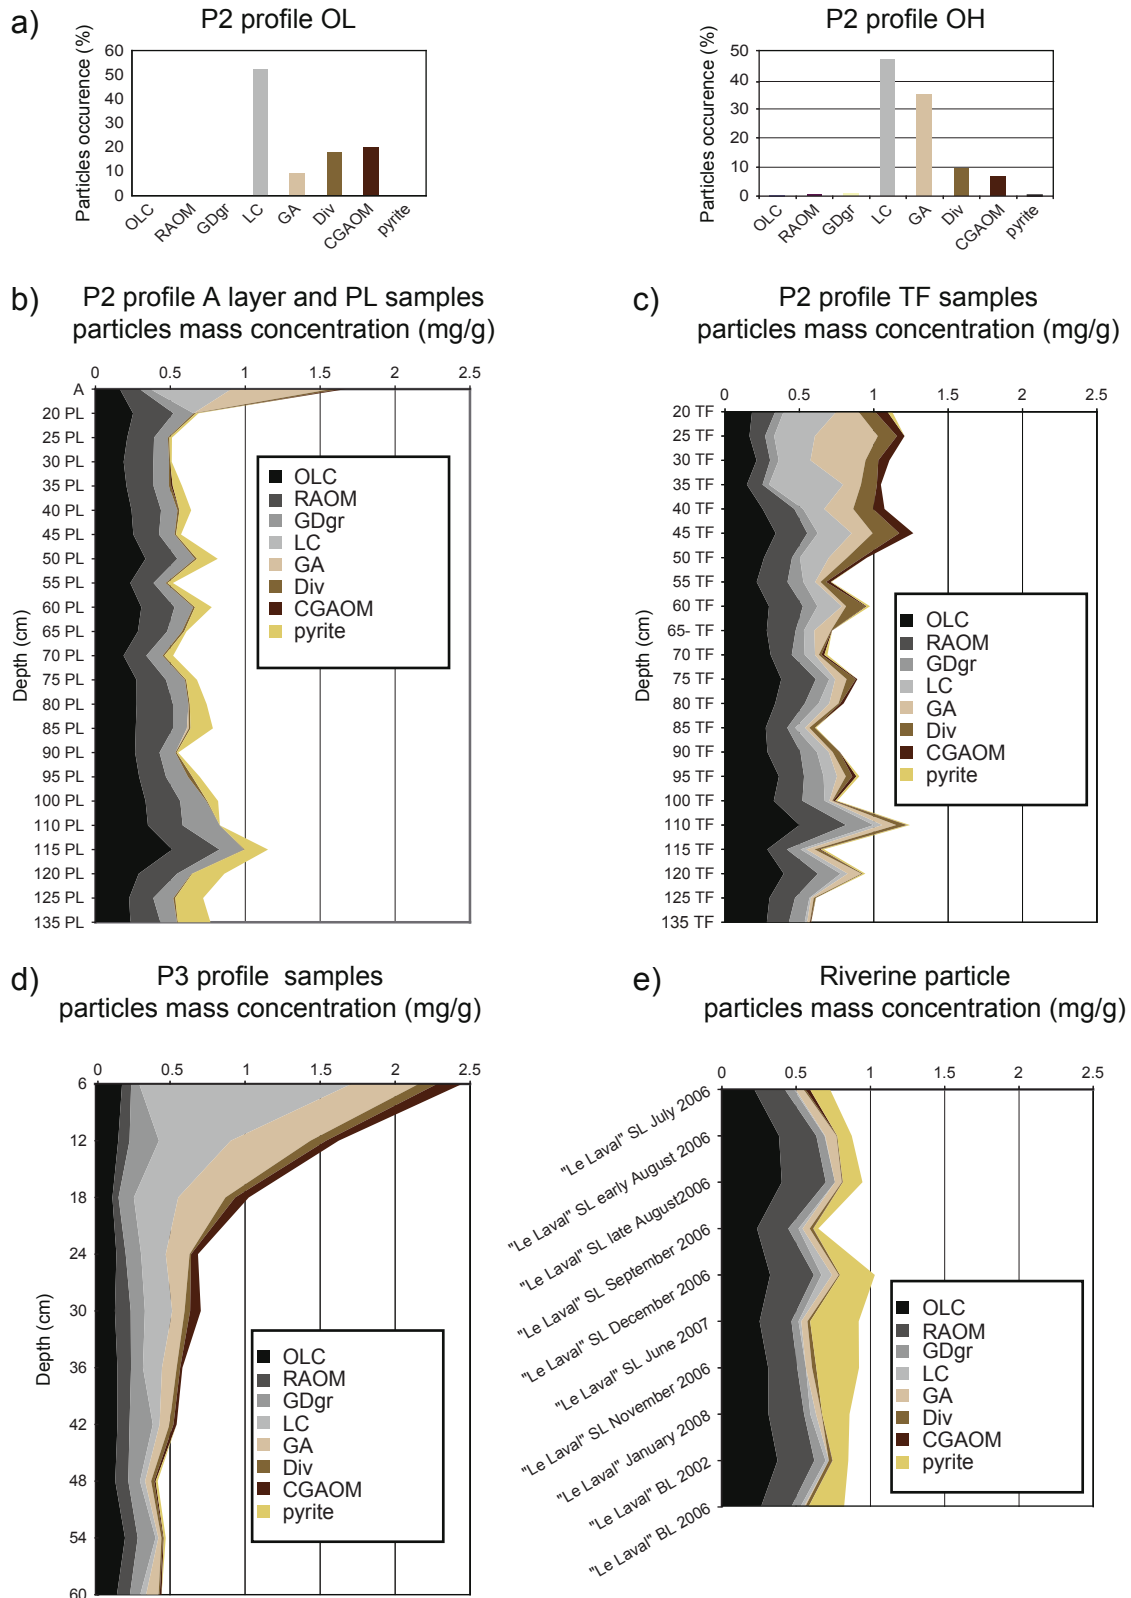 a)
P2 profile OL
Particles occurence (%)
60
50
40
30
20
10
0
OLC
RAOM
GDgr
LC
GA
Div
CGAOM
pyrite
P2 profile OH
Particles occurence (%)
50
40
30
20
10
0
OLC
RAOM
GDgr
LC
GA
Div
CGAOM
pyrite
b)
P2 profile A layer and PL samples
particles mass concentration (mg/g)
0 0.5 1 1.5 2 2.5
Depth (cm)
A
20 PL
25 PL
30 PL
35 PL
40 PL
45 PL
50 PL
55 PL
60 PL
65 PL
70 PL
75 PL
80 PL
85 PL
90 PL
95 PL
100 PL
110 PL
115 PL
120 PL
125 PL
135 PL
OLC
RAOM
GDgr
LC
GA
Div
CGAOM
pyrite
c)
P2 profile TF samples
particles mass concentration (mg/g)
0 0.5 1 1.5 2 2.5
Depth (cm)
20 TF
25 TF
30 TF
35 TF
40 TF
45 TF
50 TF
55 TF
60 TF
65- TF
70 TF
75 TF
80 TF
85 TF
90 TF
95 TF
100 TF
110 TF
115 TF
120 TF
125 TF
135 TF
OLC
RAOM
GDgr
LC
GA
Div
CGAOM
pyrite
d)
P3 profile samples
particles mass concentration (mg/g)
0 0.5 1 1.5 2 2.5
Depth (cm)
6
12
18
24
30
36
42
48
54
60
OLC
RAOM
GDgr
LC
GA
Div
CGAOM
pyrite
e)
Riverine particle
particles mass concentration (mg/g)
0 0.5 1 1.5 2 2.5
"Le Laval" SL July 2006
"Le Laval" SL early August 2006
"Le Laval" SL late August2006
"Le Laval" SL September 2006
"Le Laval" SL December 2006
"Le Laval" SL June 2007
"Le Laval" SL November 2006
"Le Laval" January 2008
"Le Laval" BL 2002
"Le Laval" BL 2006
OLC
RAOM
GDgr
LC
GA
Div
CGAOM
pyrite